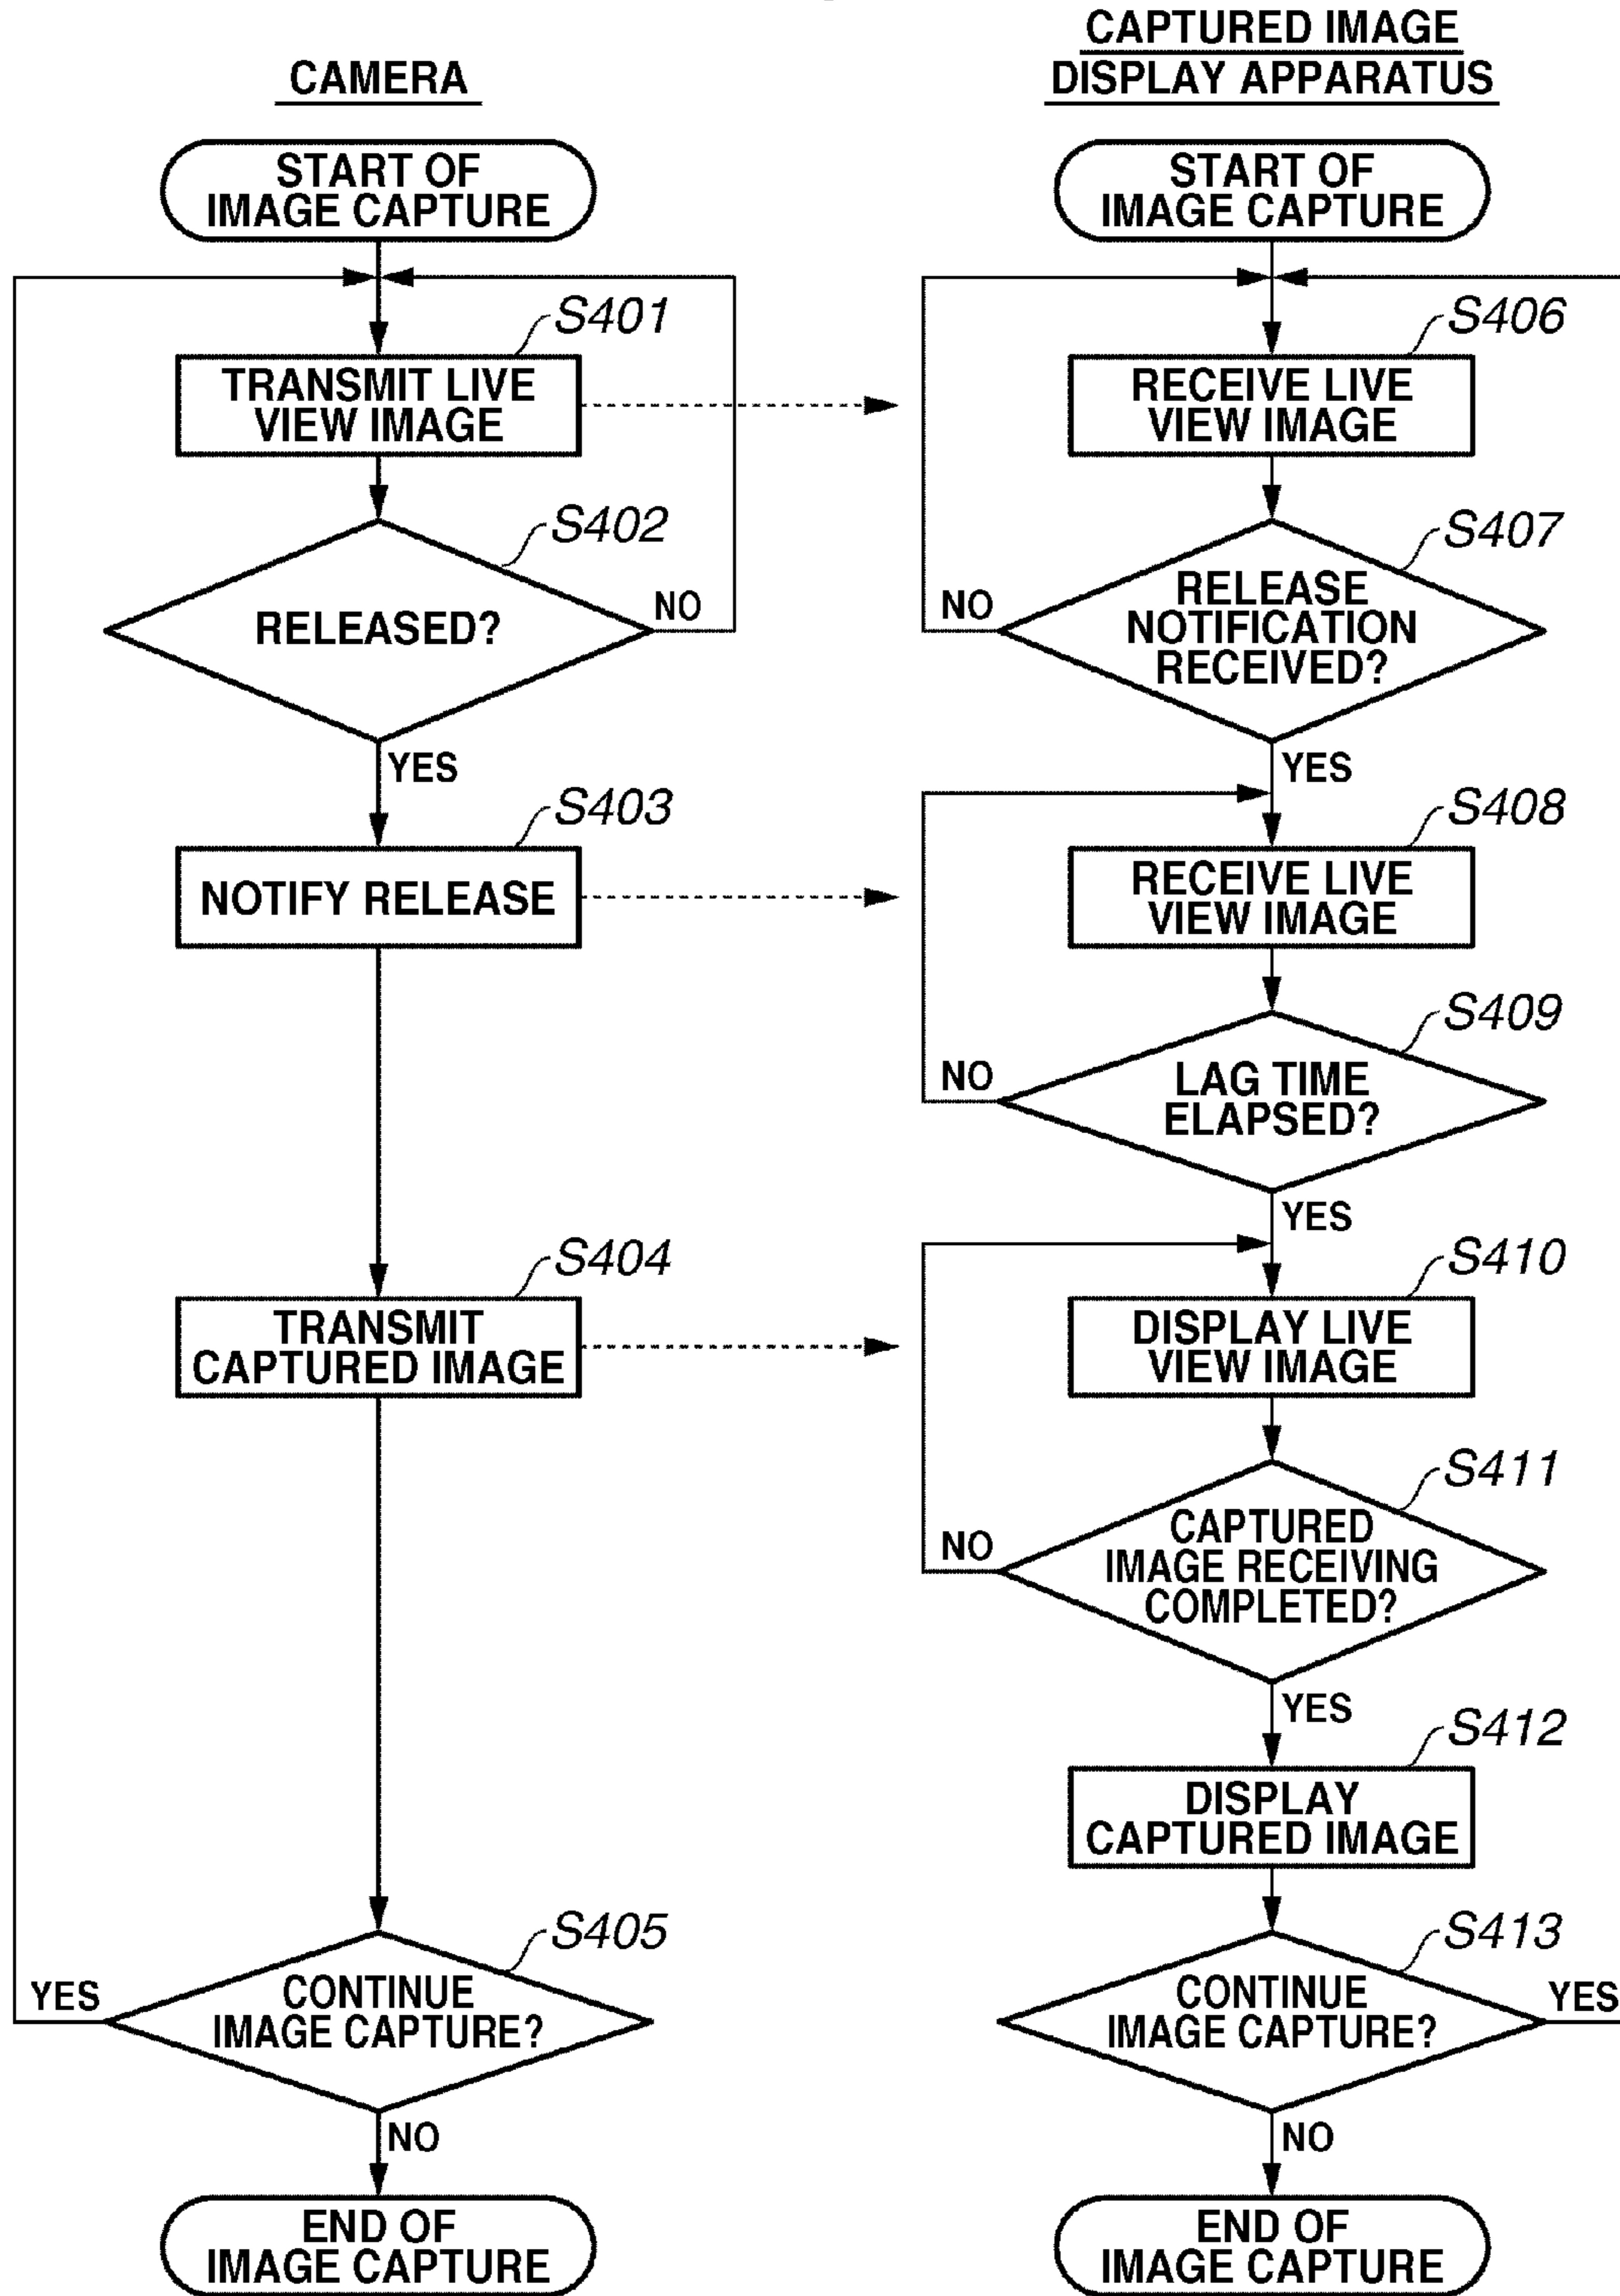 CAMERA
START OF
IMAGE CAPTURE
S401
TRANSMIT LIVE
VIEW IMAGE
S402
RELEASED?
NO
YES
S403
NOTIFY RELEASE
S404
TRANSMIT
CAPTURED IMAGE
S405
CONTINUE
IMAGE CAPTURE?
YES
NO
END OF
IMAGE CAPTURE
CAPTURED IMAGE
DISPLAY APPARATUS
START OF
IMAGE CAPTURE
S406
RECEIVE LIVE
VIEW IMAGE
S407
RELEASE
NOTIFICATION
RECEIVED?
NO
YES
S408
RECEIVE LIVE
VIEW IMAGE
S409
LAG TIME
ELAPSED?
NO
YES
S410
DISPLAY LIVE
VIEW IMAGE
S411
CAPTURED
IMAGE RECEIVING
COMPLETED?
NO
YES
S412
DISPLAY
CAPTURED IMAGE
S413
CONTINUE
IMAGE CAPTURE?
YES
NO
END OF
IMAGE CAPTURE